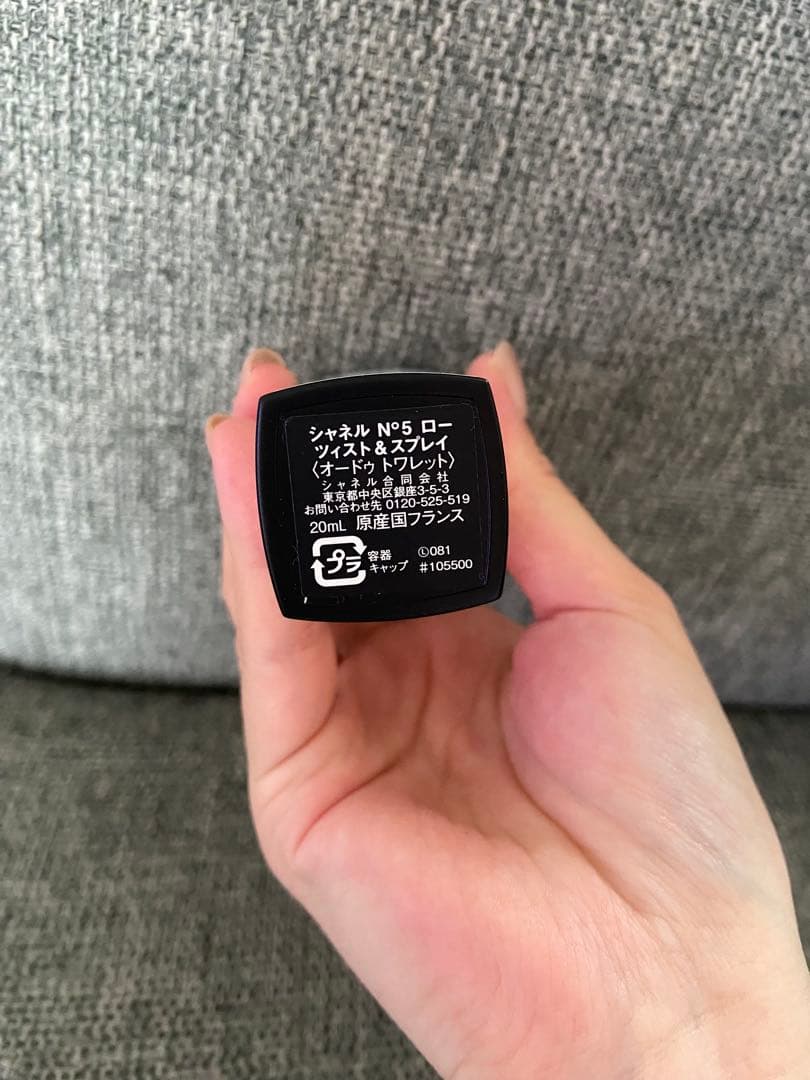 シャネル N°5 ロー
ツィスト&スプレイ
〈オードゥ トワレット〉
シャネル合同会社
東京都中央区銀座3-5-3
お問い合わせ先 0120-525-519
20mL 原産国フランス
プラ 容器 Ⓛ081
キャップ #105500